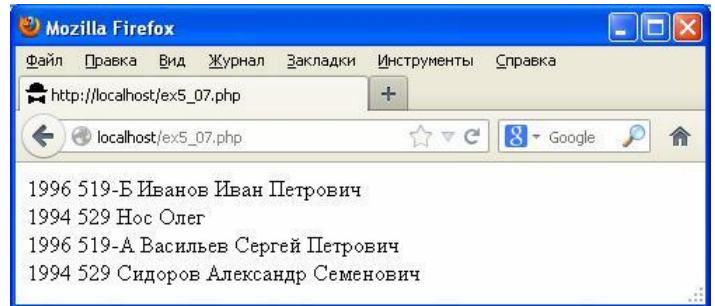 Mozilla Firefox
Файл Правка Вид Журнал Закладки Инструменты Справка
http://localhost/ex5_07.php +
localhost/ex5_07.php 8 Google
1996 519-Б Иванов Иван Петрович
1994 529 Нос Олег
1996 519-А Васильев Сергей Петрович
1994 529 Сидоров Александр Семенович